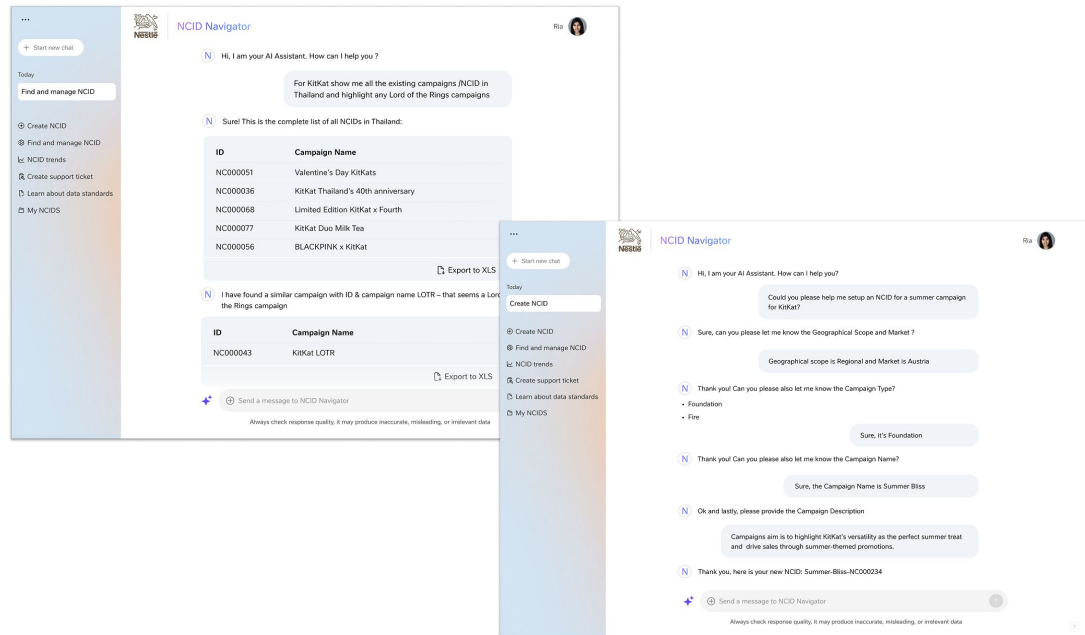 ...
Nestlé
NCID Navigator
Ria
+ Start new chat
Today
Find and manage NCID
Create NCID
Find and manage NCID
NCID trends
Create support ticket
Learn about data standards
My NCIDS
N Hi, I am your AI Assistant. How can I help you ?
For KitKat show me all the existing campaigns /NCID in
Thailand and highlight any Lord of the Rings campaigns
N Sure! This is the complete list of all NCIDs in Thailand:
ID Campaign Name
NC000051 Valentine's Day KitKats
NC000036 KitKat Thailand's 40th anniversary
NC000068 Limited Edition KitKat x Fourth
NC000077 KitKat Duo Milk Tea
NC000056 BLACKPINK x KitKat
Export to XLS
N I have found a similar campaign with ID & campaign name LOTR – that seems a Lord
the Rings campaign
ID Campaign Name
NC000043 KitKat LOTR
Export to XLS
Send a message to NCID Navigator
Always check response quality, it may produce inaccurate, misleading, or irrelevant data
...
Nestlé
NCID Navigator
Ria
+ Start new chat
Today
Create NCID
Create NCID
Find and manage NCID
NCID trends
Create support ticket
Learn about data standards
My NCIDS
N Hi, I am your AI Assistant. How can I help you?
Could you please help me setup an NCID for a summer campaign
for KitKat?
N Sure, can you please let me know the Geographical Scope and Market ?
Geographical scope is Regional and Market is Austria
N Thank you! Can you please also let me know the Campaign Type?
• Foundation
• Fire
Sure, it's Foundation
N Thank you! Can you please also let me know the Campaign Name?
Sure, the Campaign Name is Summer Bliss
N Ok and lastly, please provide the Campaign Description
Campaigns aim is to highlight KitKat's versatility as the perfect summer treat
and drive sales through summer-themed promotions.
N Thank you, here is your new NCID: Summer-Bliss-NC000234
Send a message to NCID Navigator
Always check response quality, it may produce inaccurate, misleading, or irrelevant data